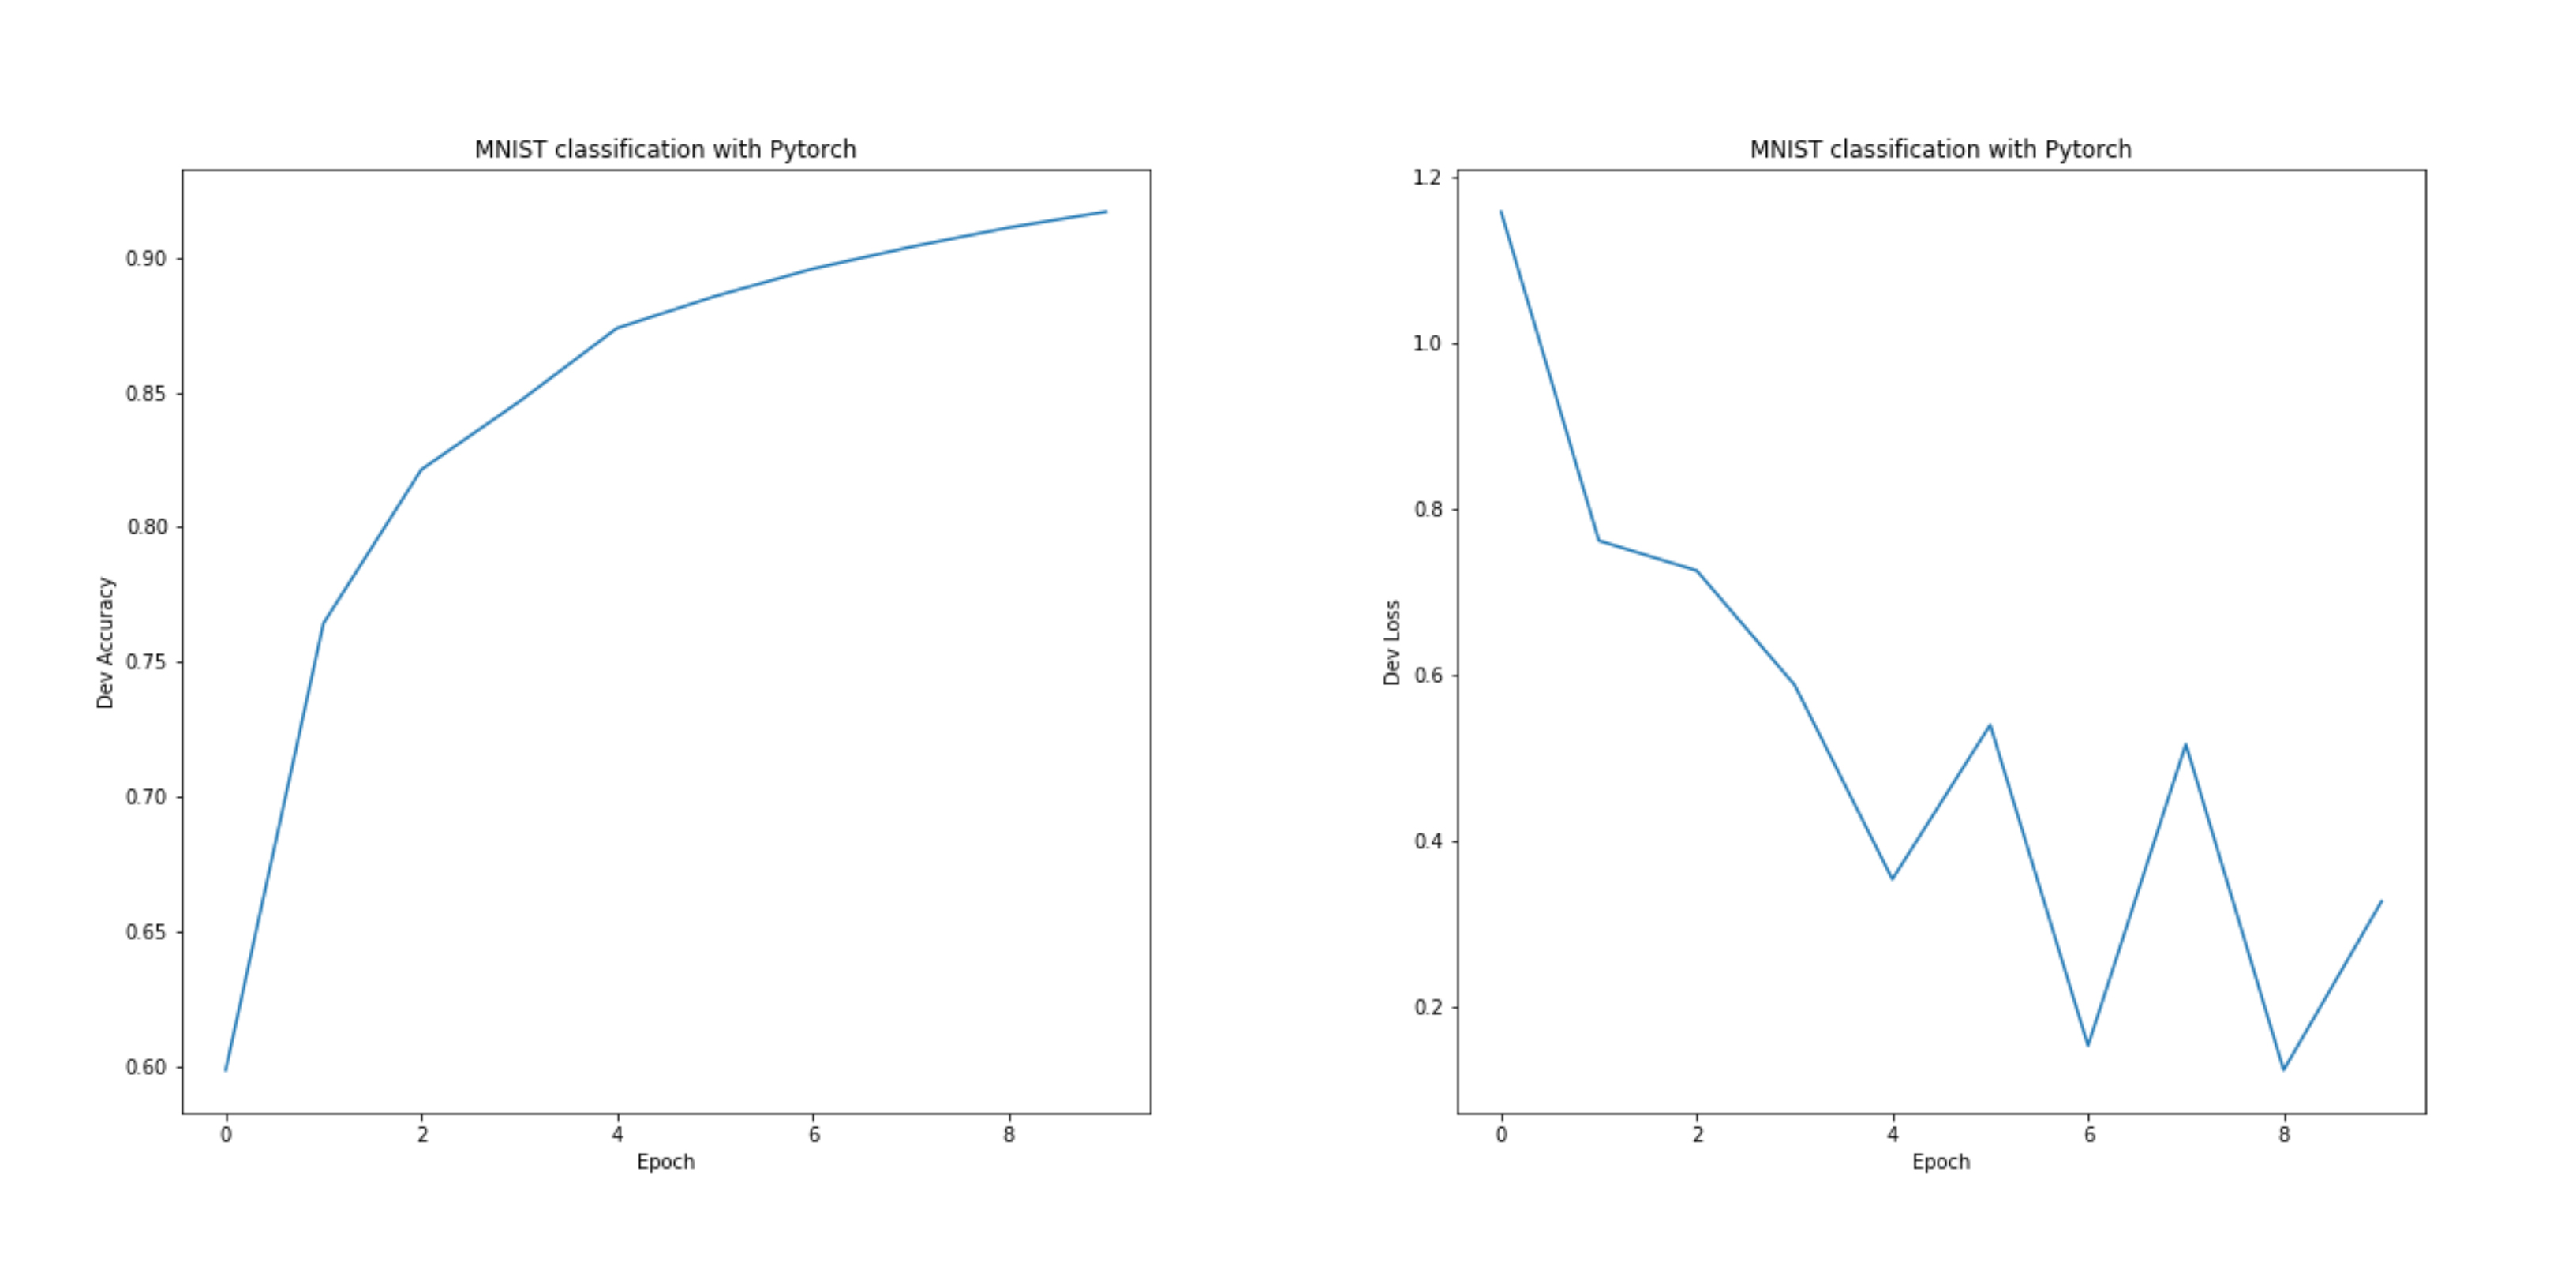 MNIST classification with Pytorch
0.90
0.85
0.80
0.75
0.70
0.65
0.60
Dev Accuracy
0 2 4 6 8
Epoch
MNIST classification with Pytorch
1.2
1.0
0.8
0.6
0.4
0.2
Dev Loss
0 2 4 6 8
Epoch